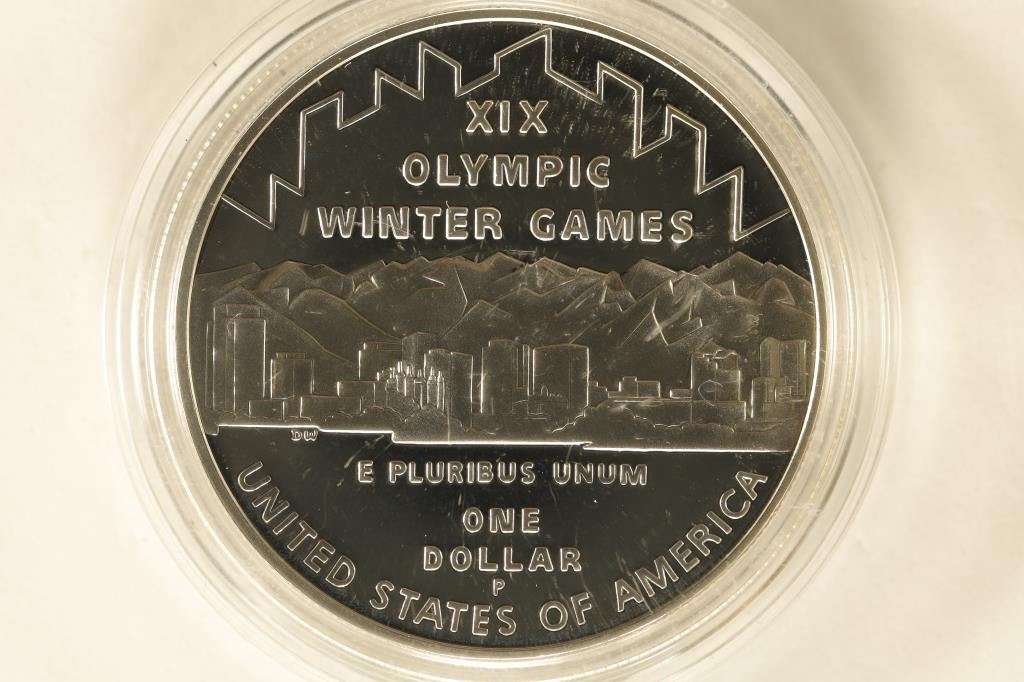 XIX
OLYMPIC
WINTER GAMES
DW
E PLURIBUS UNUM
ONE
DOLLAR
P
UNITED STATES OF AMERICA